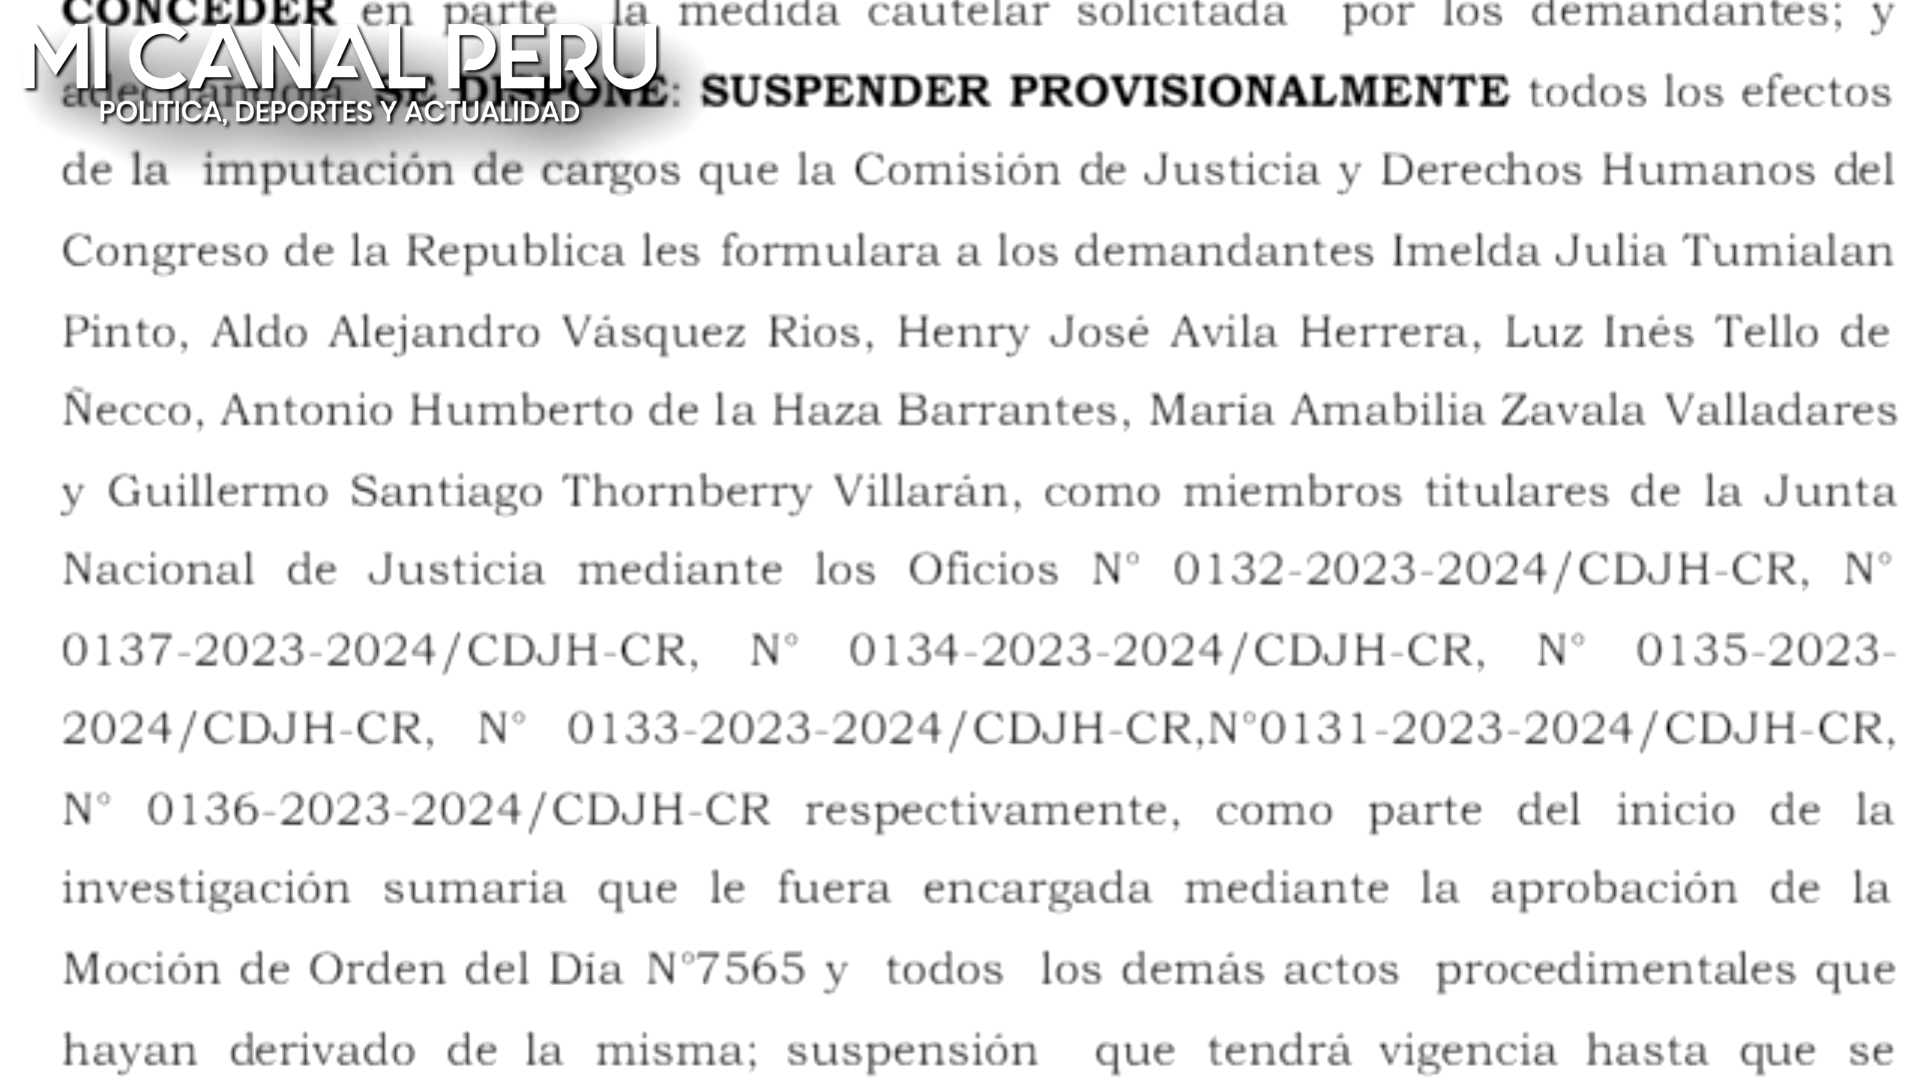 CONCEDER en parte la medida cautelar solicitada por los demandantes; y
MI CANAL PERU
DISPONE: SUSPENDER PROVISIONALMENTE todos los efectos
POLITICA, DEPORTES Y ACTUALIDAD
de la imputación de cargos que la Comisión de Justicia y Derechos Humanos del
Congreso de la Republica les formulara a los demandantes Imelda Julia Tumialan
Pinto, Aldo Alejandro Vásquez Rios, Henry José Avila Herrera, Luz Inés Tello de
Ñecco, Antonio Humberto de la Haza Barrantes, María Amabilia Zavala Valladares
y Guillermo Santiago Thornberry Villarán, como miembros titulares de la Junta
Nacional de Justicia mediante los Oficios N° 0132-2023-2024/CDJH-CR, N°
0137-2023-2024/CDJH-CR, N° 0134-2023-2024/CDJH-CR, N° 0135-2023-
2024/CDJH-CR, N° 0133-2023-2024/CDJH-CR,N°0131-2023-2024/CDJH-CR,
N° 0136-2023-2024/CDJH-CR respectivamente, como parte del inicio de la
investigación sumaria que le fuera encargada mediante la aprobación de la
Moción de Orden del Día N°7565 y todos los demás actos procedimentales que
hayan derivado de la misma; suspensión que tendrá vigencia hasta que se